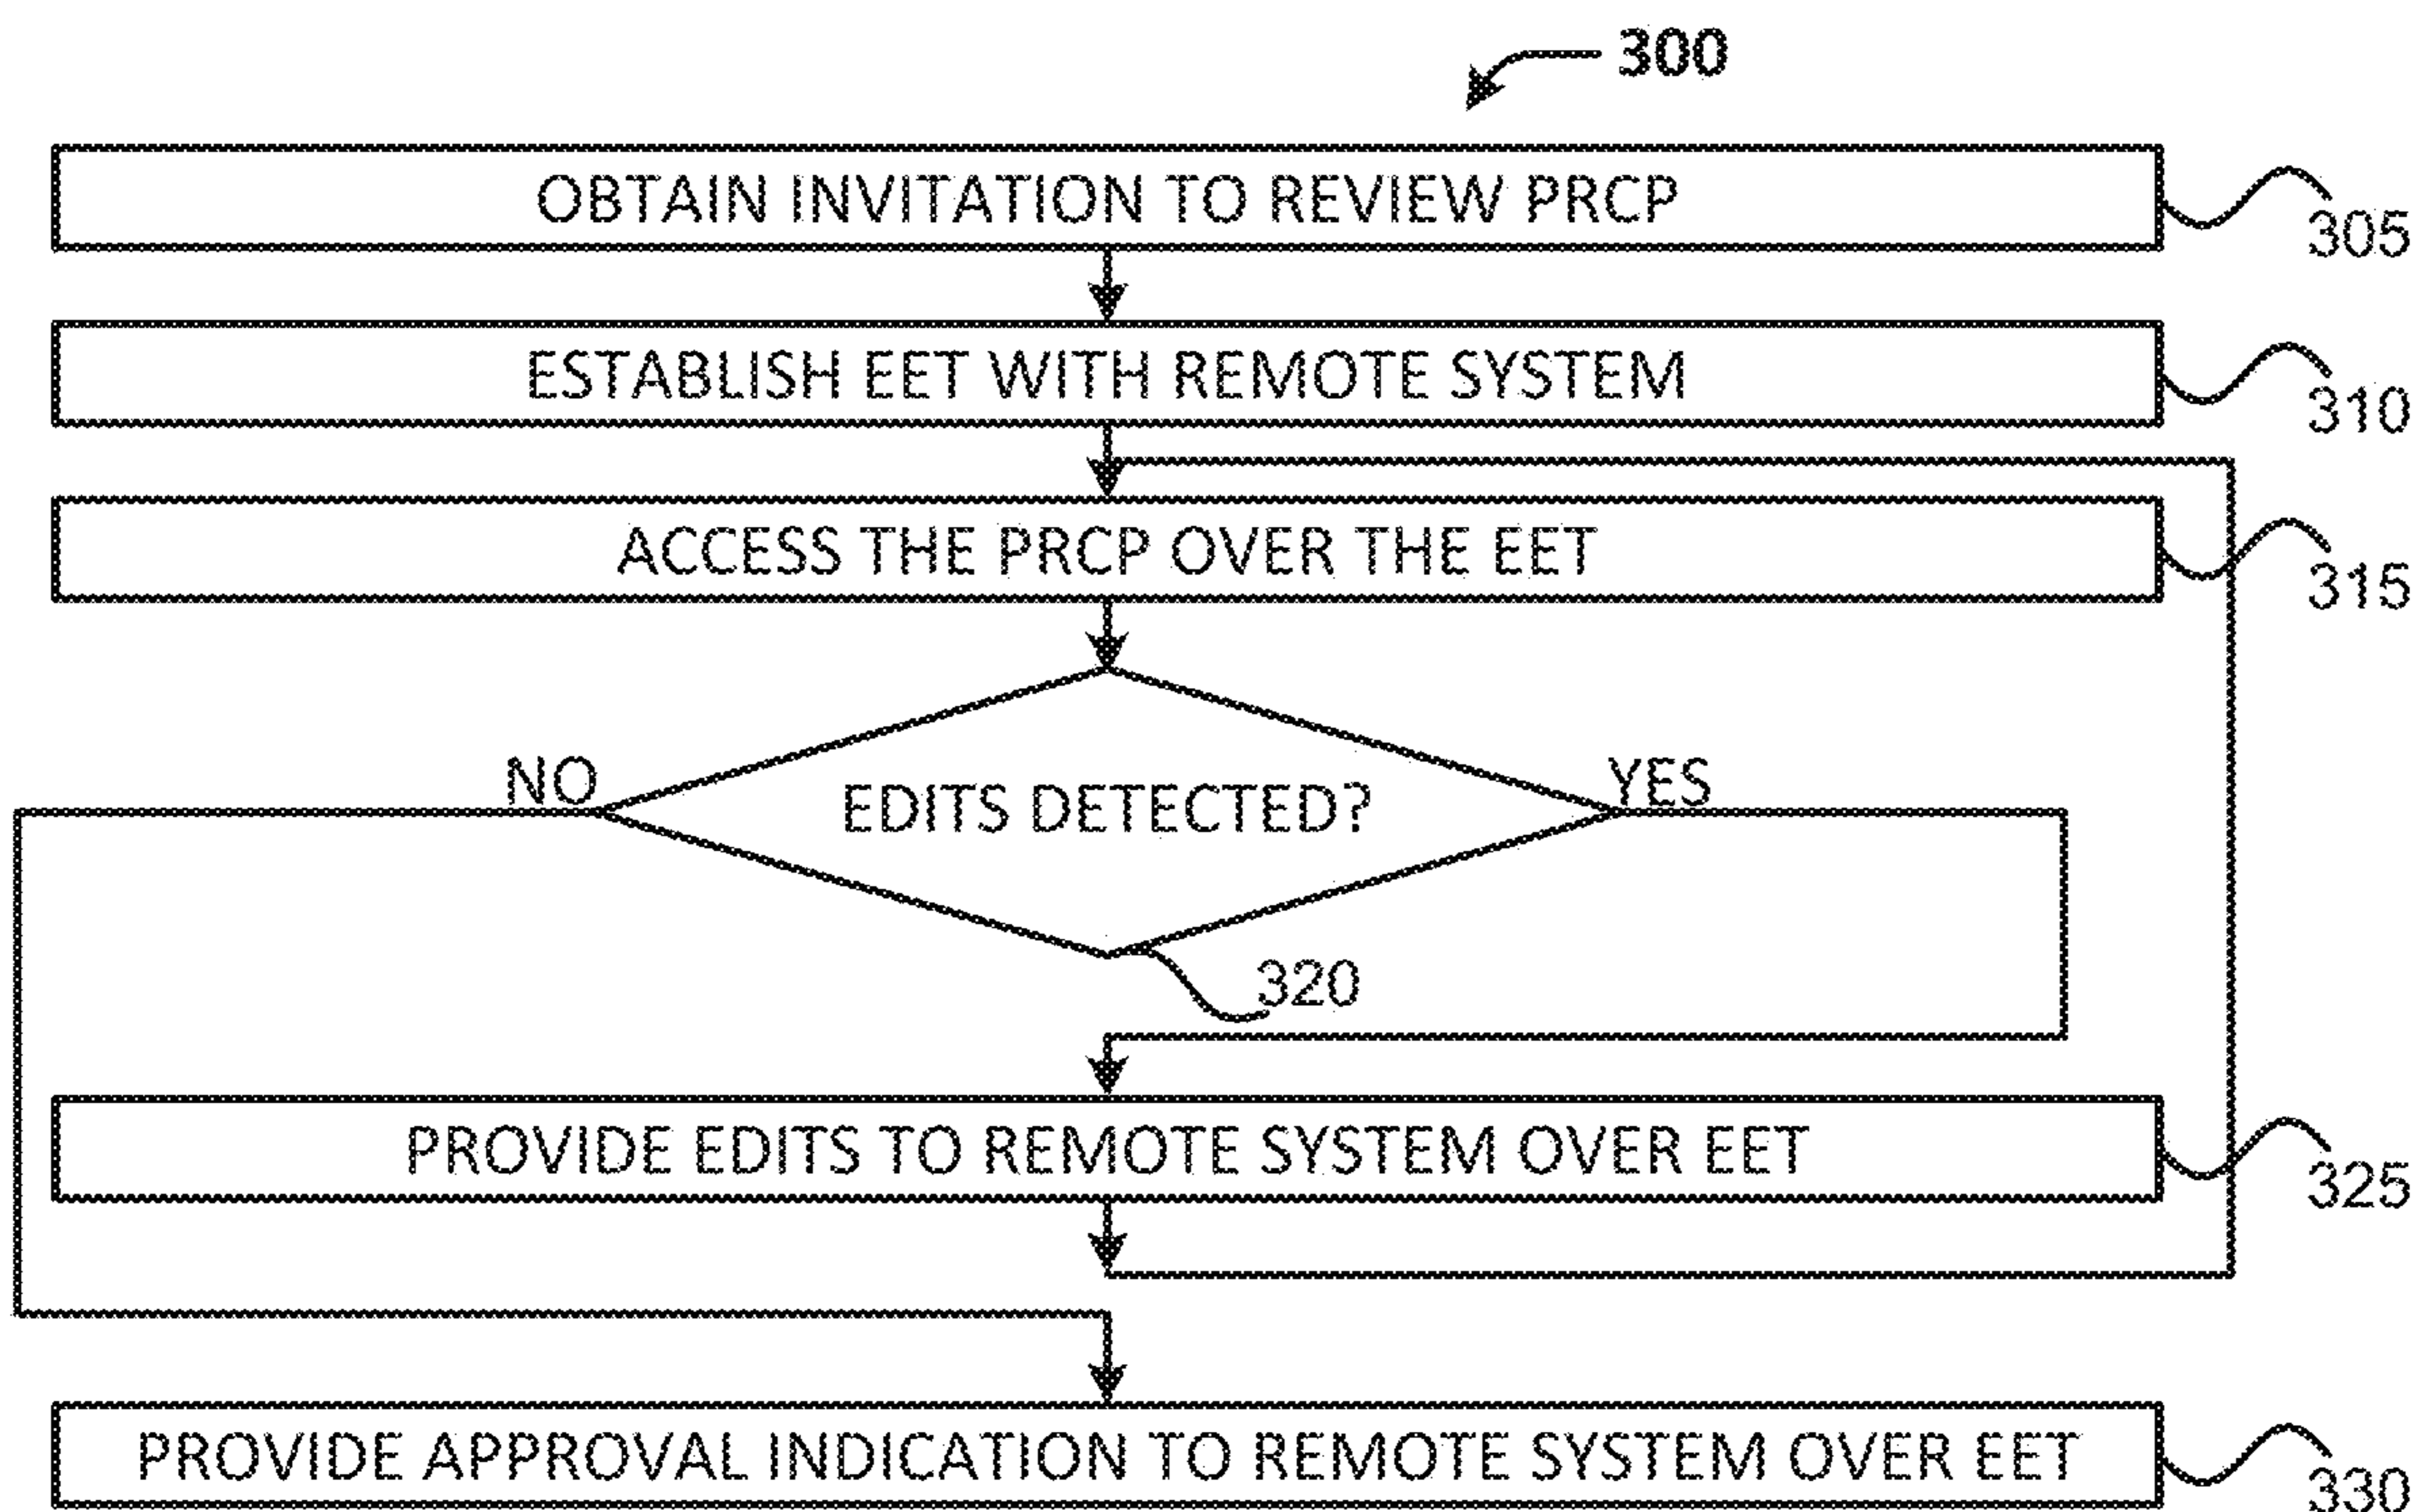 300
OBTAIN INVITATION TO REVIEW PRCP
305
ESTABLISH EET WITH REMOTE SYSTEM
310
ACCESS THE PRCP OVER THE EET
315
NO
EDITS DETECTED?
YES
320
PROVIDE EDITS TO REMOTE SYSTEM OVER EET
325
PROVIDE APPROVAL INDICATION TO REMOTE SYSTEM OVER EET
330